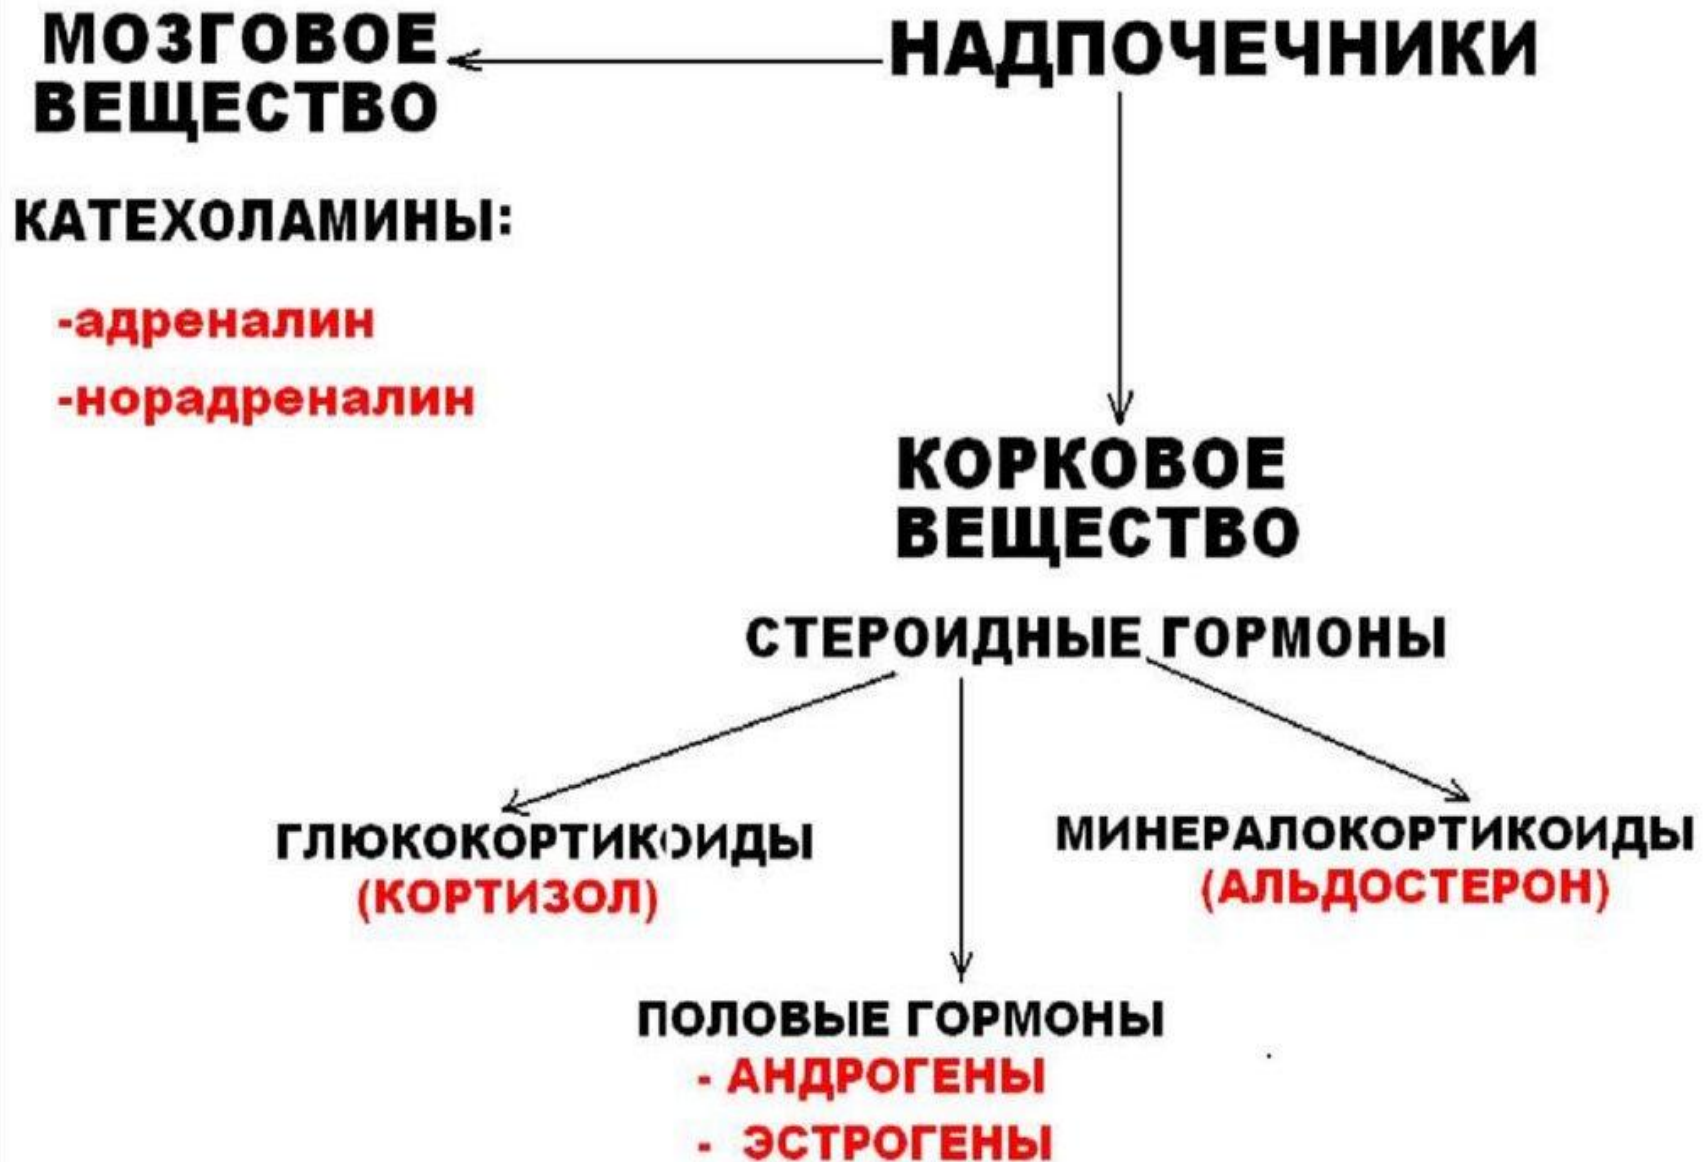 МОЗГОВОЕ
ВЕЩЕСТВО
НАДПОЧЕЧНИКИ
КАТЕХОЛАМИНЫ:
-адреналин
-норадреналин
КОРКОВОЕ
ВЕЩЕСТВО
СТЕРОИДНЫЕ ГОРМОНЫ
ГЛЮКОКОРТИКОИДЫ
(КОРТИЗОЛ)
МИНЕРАЛОКОРТИКОИДЫ
(АЛЬДОСТЕРОН)
ПОЛОВЫЕ ГОРМОНЫ
- АНДРОГЕНЫ
- ЭСТРОГЕНЫ